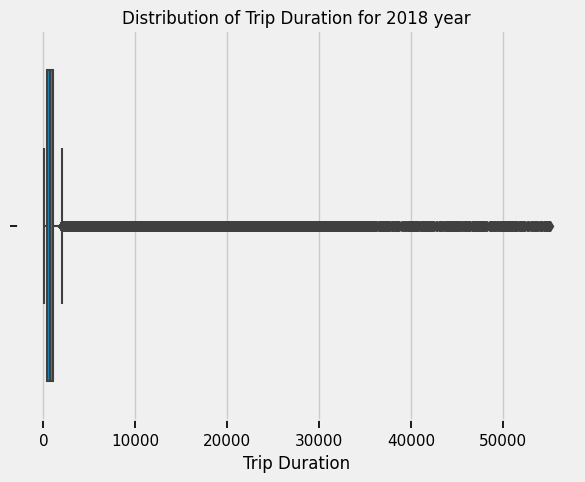 Distribution of Trip Duration for 2018 year
0 10000 20000 30000 40000 50000
Trip Duration